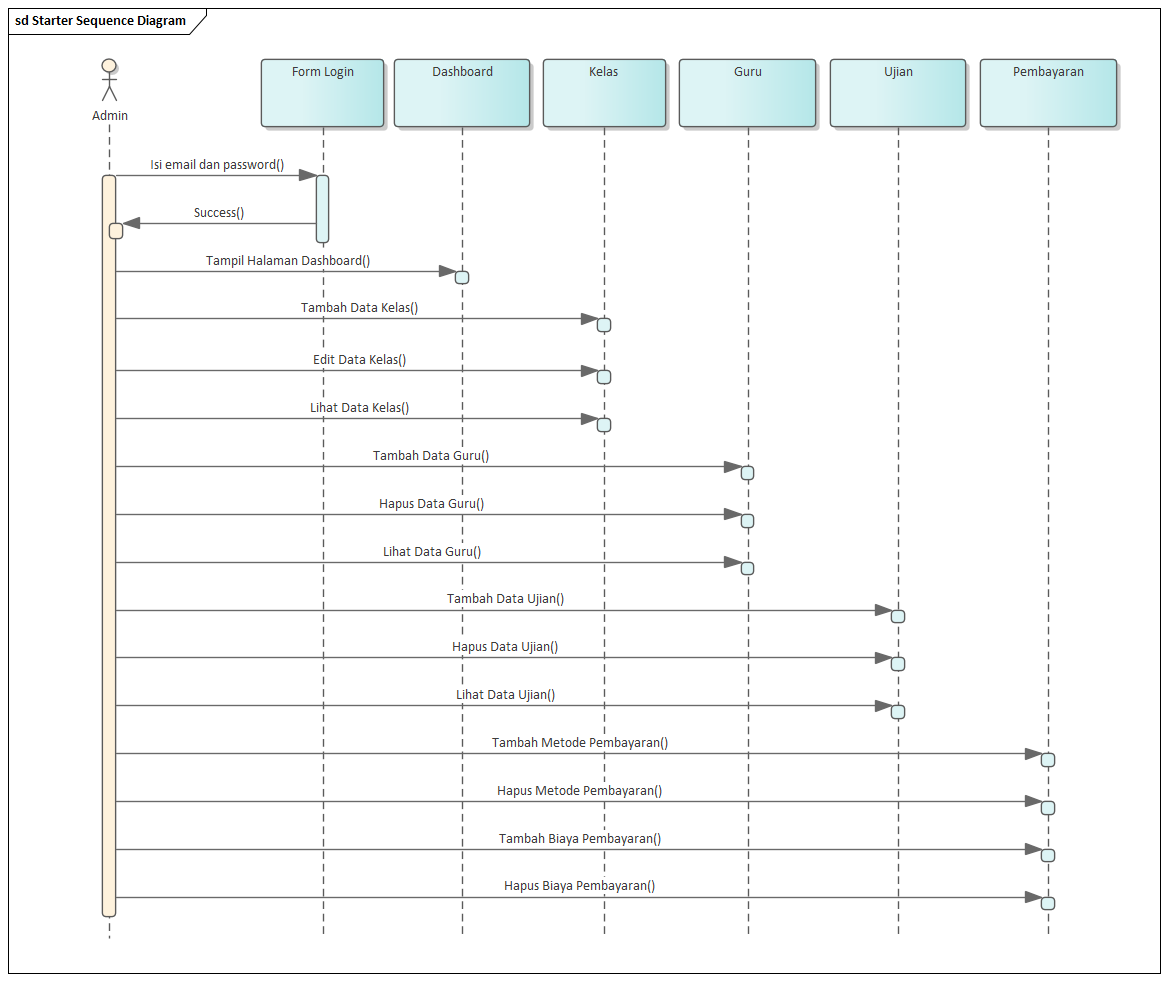 sd Starter Sequence Diagram
Admin
Form Login
Dashboard
Kelas
Guru
Ujian
Pembayaran
Isi email dan password()
Success()
Tampil Halaman Dashboard()
Tambah Data Kelas()
Edit Data Kelas()
Lihat Data Kelas()
Tambah Data Guru()
Hapus Data Guru()
Lihat Data Guru()
Tambah Data Ujian()
Hapus Data Ujian()
Lihat Data Ujian()
Tambah Metode Pembayaran()
Hapus Metode Pembayaran()
Tambah Biaya Pembayaran()
Hapus Biaya Pembayaran()